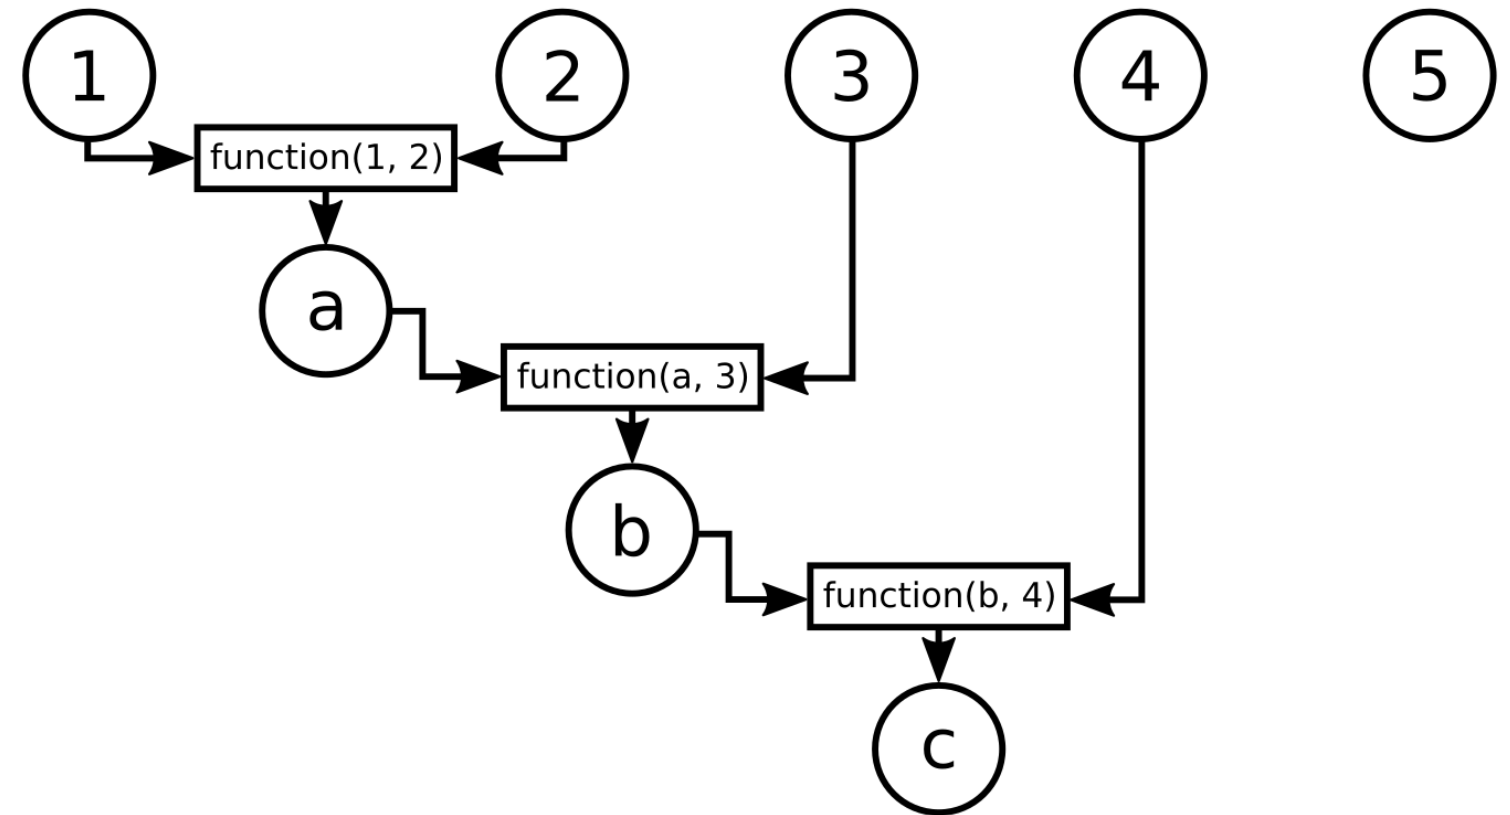 1
2
3
4
5
function(1, 2)
a
function(a, 3)
b
function(b, 4)
c